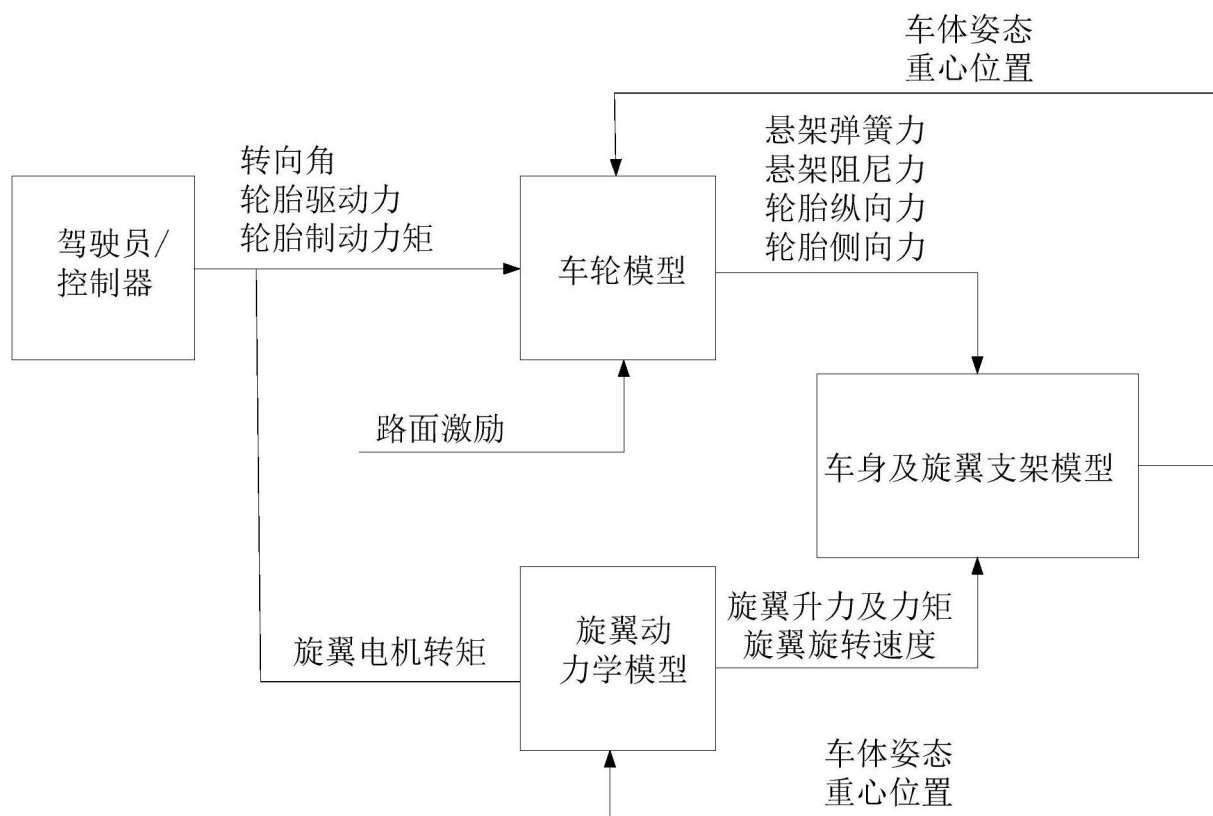 车体姿态
重心位置
转向角
轮胎驱动力
轮胎制动力矩
悬架弹簧力
悬架阻尼力
轮胎纵向力
轮胎侧向力
驾驶员/
控制器
车轮模型
路面激励
车身及旋翼支架模型
旋翼电机转矩
旋翼动
力学模型
旋翼升力及力矩
旋翼旋转速度
车体姿态
重心位置